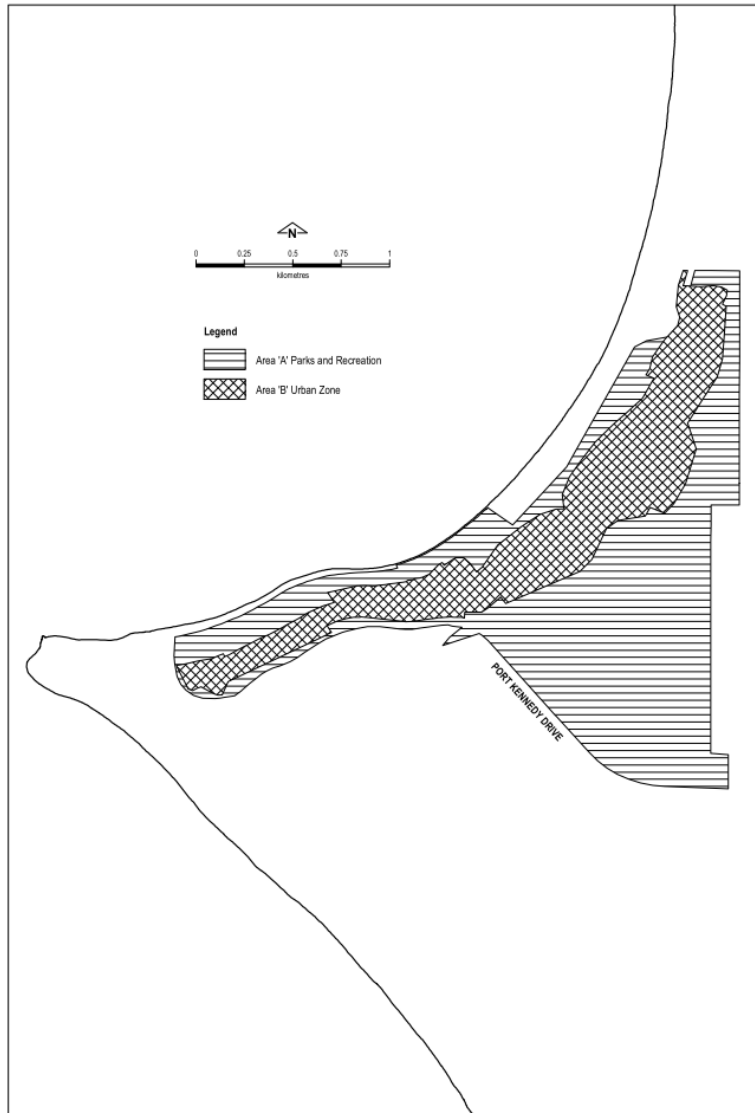 N
0 0.25 0.5 0.75 1
kilometres
Legend
Area 'A' Parks and Recreation
Area 'B' Urban Zone
PORT KENNEDY DRIVE